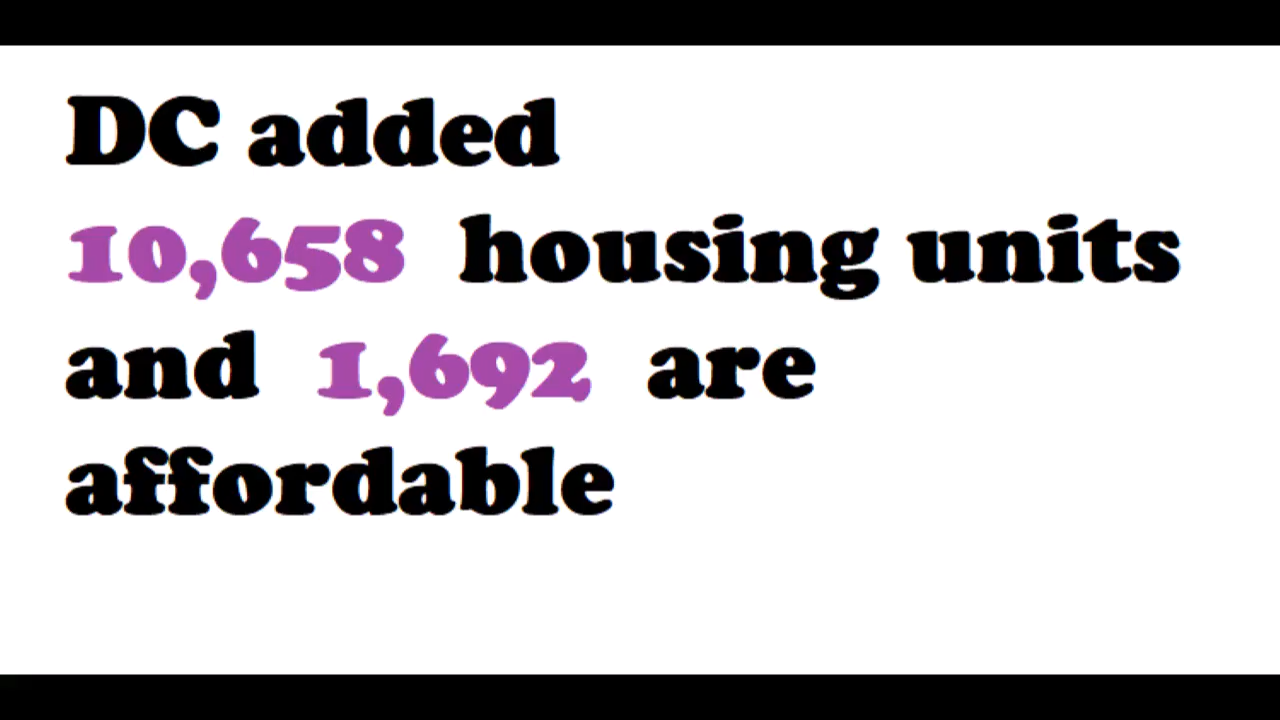 DC added
10,658 housing units
and 1,692 are
affordable